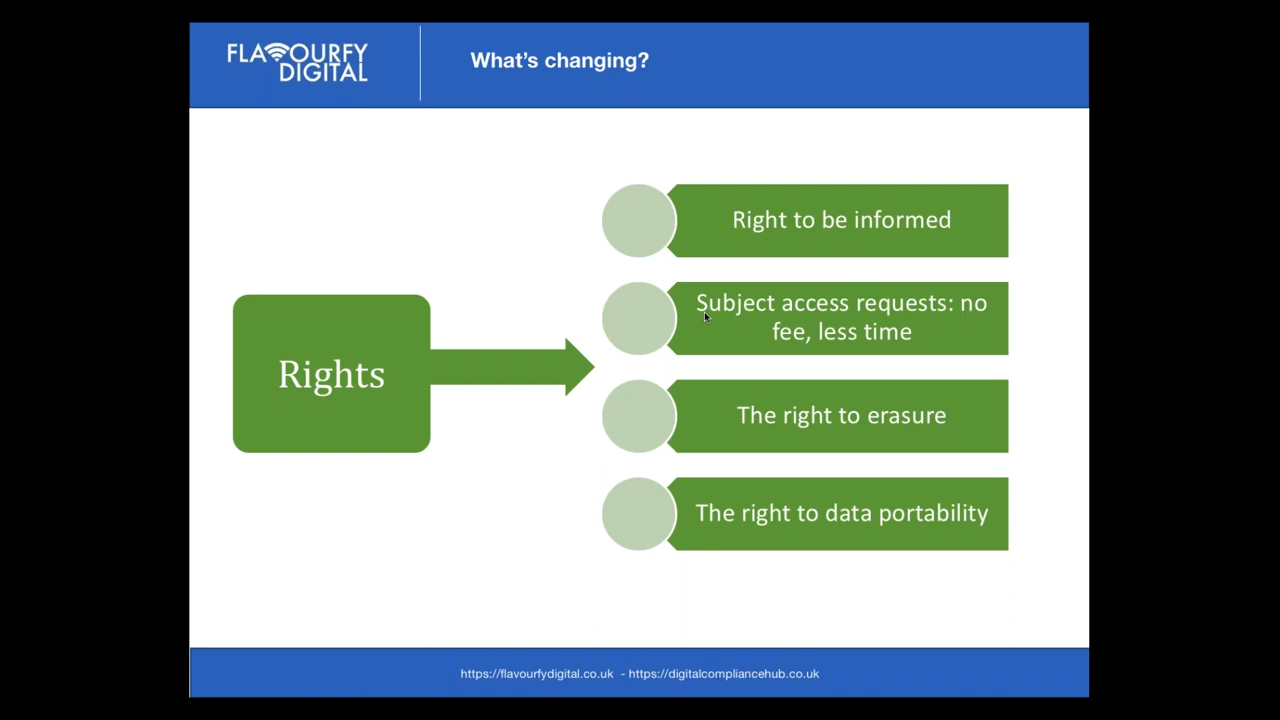 FLAVOURFY
DIGITAL
What’s changing?
Right to be informed
Subject access requests: no
fee, less time
Rights
The right to erasure
The right to data portability
https://flavourfydigital.co.uk - https://digitalcompliancehub.co.uk